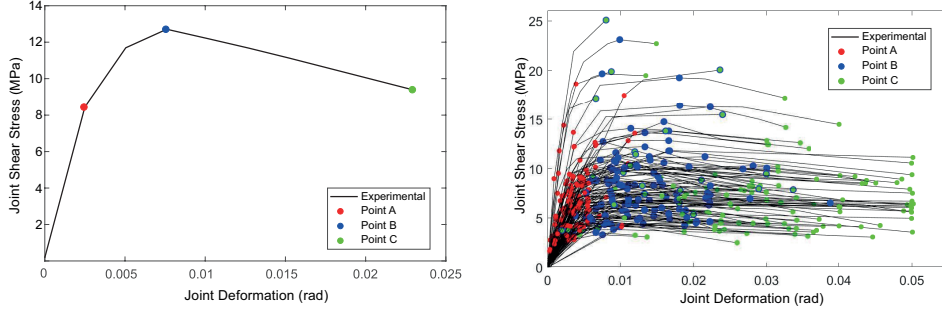 14
12
10
8
6
4
2
0
0.005
0.01
0.015
0.02
0.025
Joint Shear Stress (MPa)
Joint Deformation (rad)
Experimental
Point A
Point B
Point C
25
20
15
10
5
0
0
0.01
0.02
0.03
0.04
0.05
Joint Shear Stress (MPa)
Joint Deformation (rad)
Experimental
Point A
Point B
Point C